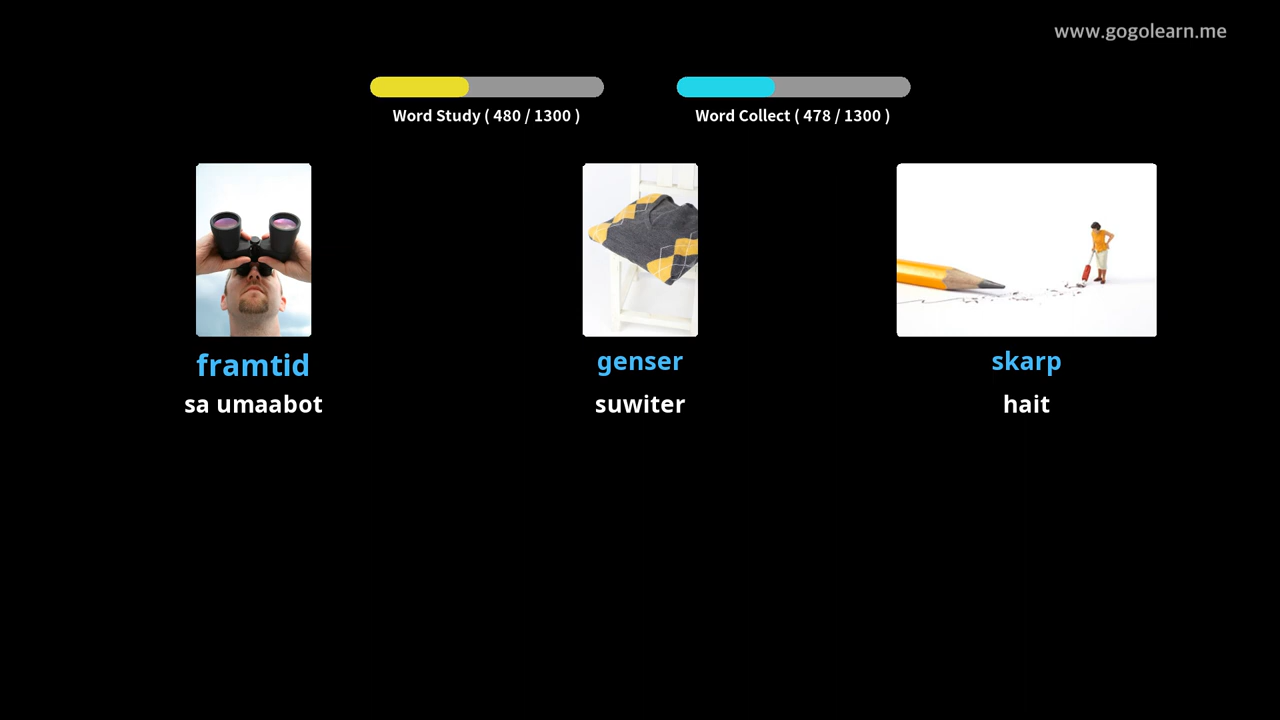 www.gogolearn.me
Word Study ( 480 / 1300 )
Word Collect ( 478 / 1300 )
framtid
sa umaabot
genser
suwiter
skarp
hait